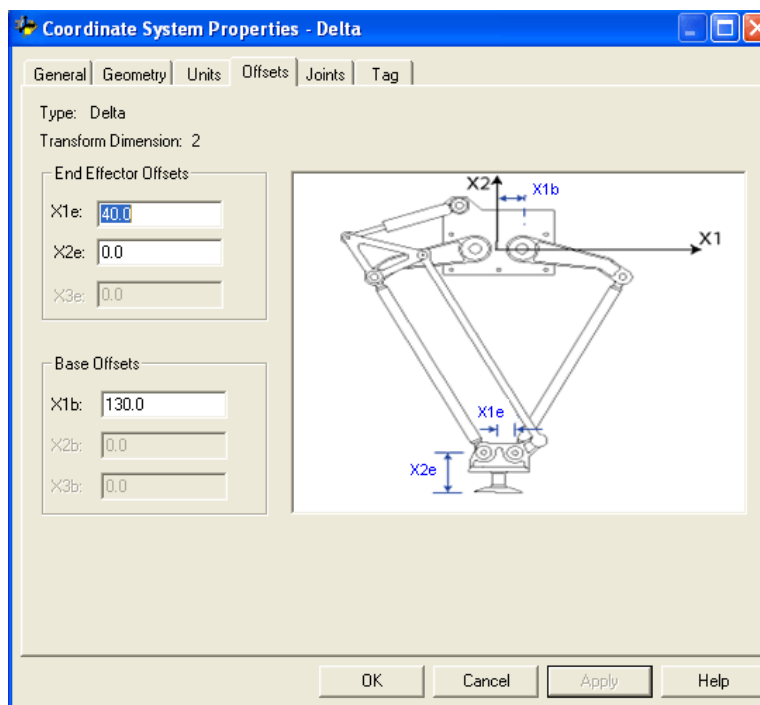 Coordinate System Properties - Delta
General Geometry Units Offsets Joints Tag
Type: Delta
Transform Dimension: 2
End Effector Offsets
X1e: 40.0
X2e: 0.0
X3e: 0.0
Base Offsets
X1b: 130.0
X2b: 0.0
X3b: 0.0
X2
X1b
X1
X1e
X2e
OK Cancel Apply Help